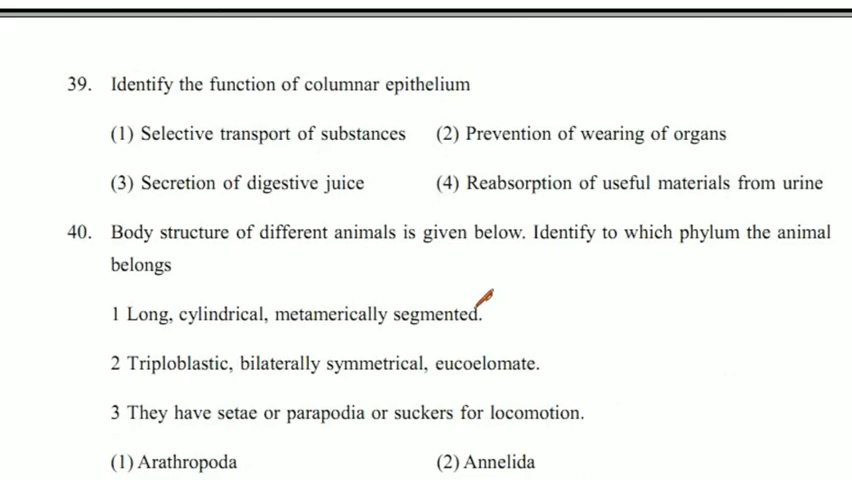 39. Identify the function of columnar epithelium
(1) Selective transport of substances (2) Prevention of wearing of organs
(3) Secretion of digestive juice (4) Reabsorption of useful materials from urine
40. Body structure of different animals is given below. Identify to which phylum the animal
belongs
1 Long, cylindrical, metamerically segmented.
2 Triploblastic, bilaterally symmetrical, eucoelomate.
3 They have setae or parapodia or suckers for locomotion.
(1) Arathropoda (2) Annelida